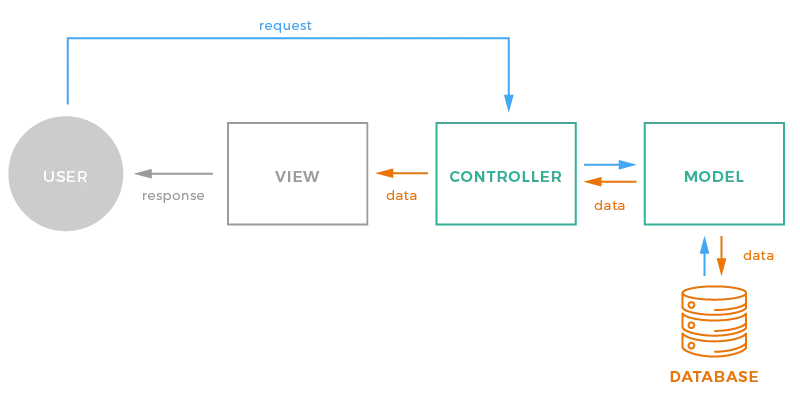 request
USER
VIEW
CONTROLLER
MODEL
response
data
data
data
DATABASE